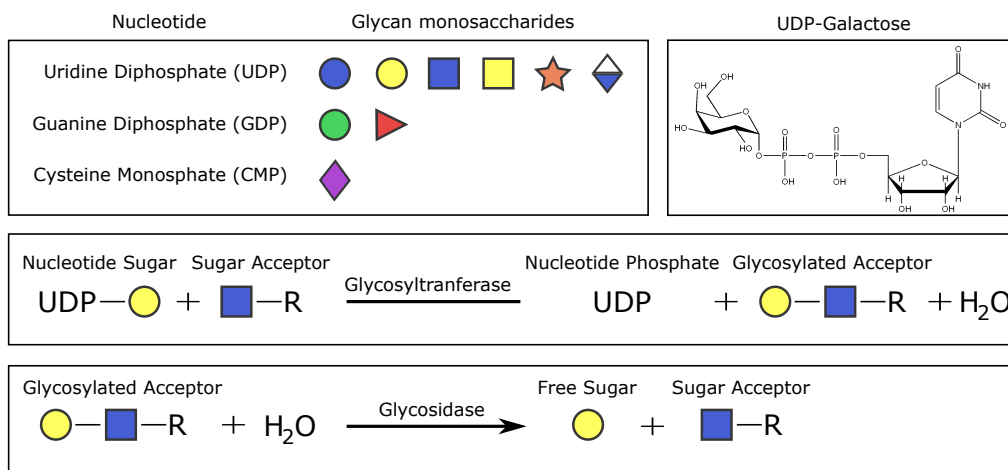 Nucleotide Glycan monosaccharides UDP-Galactose
Uridine Diphosphate (UDP)
Guanine Diphosphate (GDP)
Cysteine Monosphate (CMP)
O
NH
N
O
OH
OH
OH
O
HO
HO
O
P
O
OH
O
P
O
OH
O
O
H
H
H
H
OH
OH
Nucleotide Sugar Sugar Acceptor Glycosyltranferase Nucleotide Phosphate Glycosylated Acceptor
UDP + R UDP + R + H₂O
Glycosylated Acceptor Glycosidase Free Sugar Sugar Acceptor
R + H₂O + R